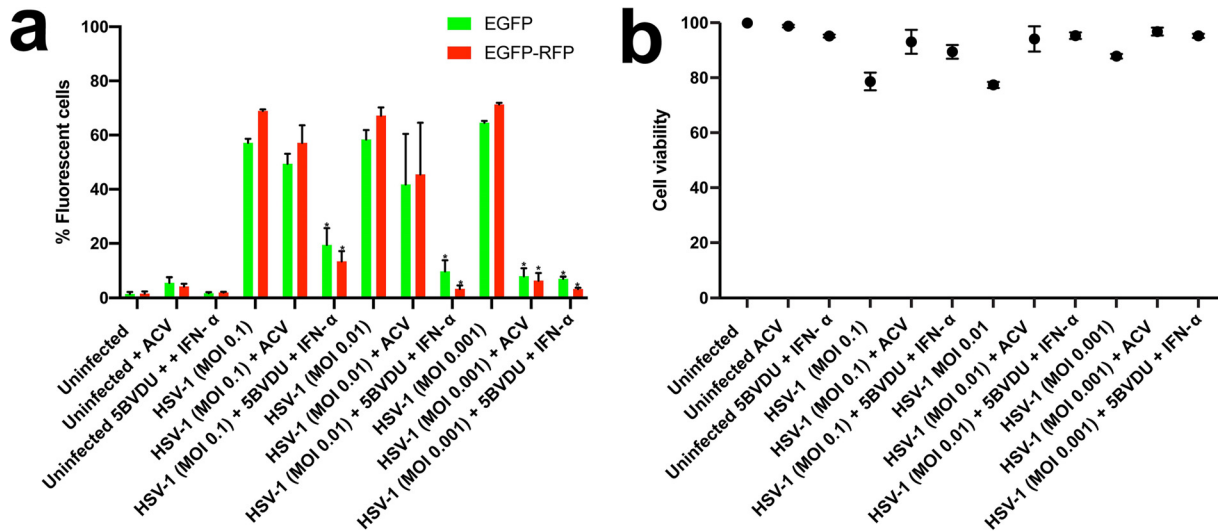 a
EGFP
EGFP-RFP
% Fluorescent cells
100
80
60
40
20
0
* * * * * * * *
Uninfected
Uninfected + ACV
Uninfected 5BVDU + IFN- α
HSV-1 (MOI 0.1)
HSV-1 (MOI 0.1) + ACV
HSV-1 (MOI 0.1) + 5BVDU + IFN- α
HSV-1 (MOI 0.01)
HSV-1 (MOI 0.01) + ACV
HSV-1 (MOI 0.01) + 5BVDU + IFN-α
HSV-1 (MOI 0.001)
HSV-1 (MOI 0.001) + ACV
HSV-1 (MOI 0.001) + 5BVDU + IFN- α
b
Cell viability
100
80
60
40
20
0
Uninfected
Uninfected ACV
Uninfected 5BVDU + IFN- α
HSV-1 (MOI 0.1)
HSV-1 (MOI 0.1) + ACV
HSV-1 (MOI 0.1) + 5BVDU + IFN-α
HSV-1 MOI 0.01
HSV-1 (MOI 0.01) + ACV
HSV-1 (MOI 0.01) + 5BVDU + IFN-α
HSV-1 (MOI 0.001)
HSV-1 (MOI 0.001) + ACV
HSV-1 (MOI 0.001) + 5BVDU + IFN-α